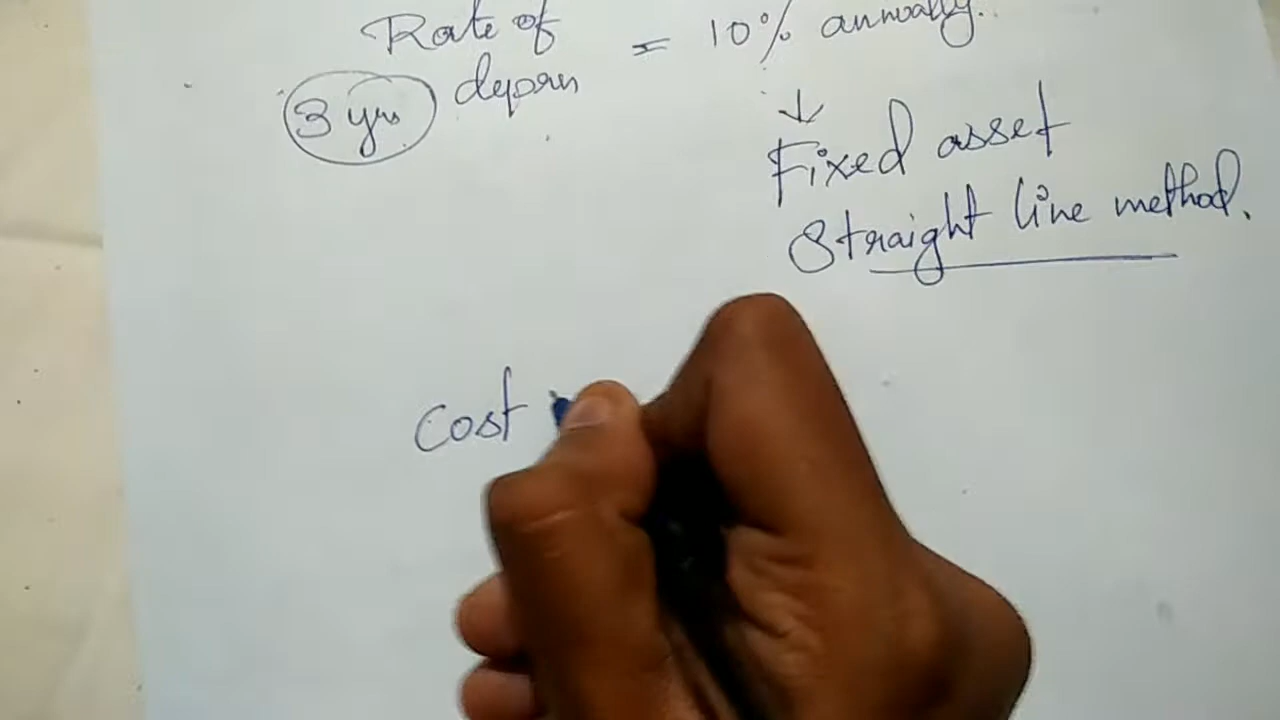 Rate of = 10% annually..
3 yrs deprn
↓
Fixed asset
Straight line method.
Cost